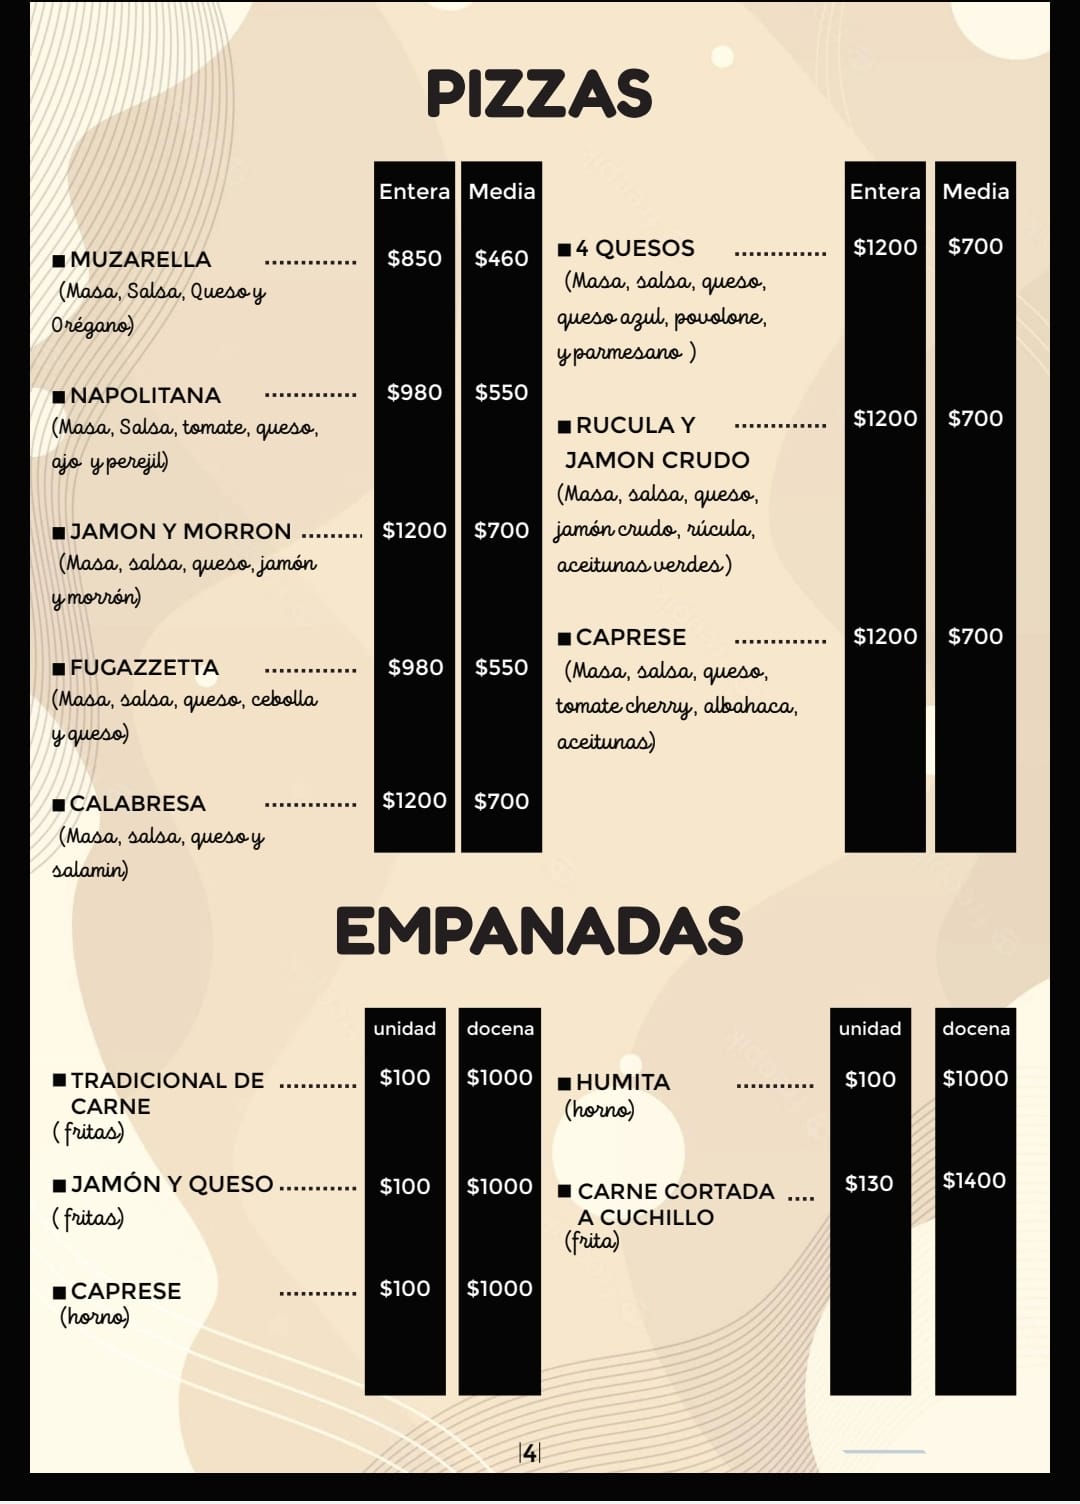 PIZZAS
Entera Media
■ MUZARELLA ............. $850 $460
(Masa, Salsa, Queso y
Orégano)
■ NAPOLITANA ............. $980 $550
(Masa, Salsa, tomate, queso,
ajo y perejil)
■ JAMON Y MORRON ......... $1200 $700
(Masa, salsa, queso, jamón
y morrón)
■ FUGAZZETTA ............. $980 $550
(Masa, salsa, queso, cebolla
y queso)
■ CALABRESA ............. $1200 $700
(Masa, salsa, queso y
salamin)
Entera Media
■ 4 QUESOS ............. $1200 $700
(Masa, salsa, queso,
queso azul, povolone,
y parmesano )
■ RUCULA Y ............. $1200 $700
JAMON CRUDO
(Masa, salsa, queso,
jamón crudo, rúcula,
aceitunas verdes)
■ CAPRESE ............. $1200 $700
(Masa, salsa, queso,
tomate cherry, albahaca,
aceitunas)
EMPANADAS
unidad docena
■ TRADICIONAL DE ........... $100 $1000
CARNE
( fritas)
■ JAMÓN Y QUESO ........... $100 $1000
( fritas)
■ CAPRESE ........... $100 $1000
(horno)
unidad docena
■ HUMITA ........... $100 $1000
(horno)
■ CARNE CORTADA .... $130 $1400
A CUCHILLO
(frita)
|4|